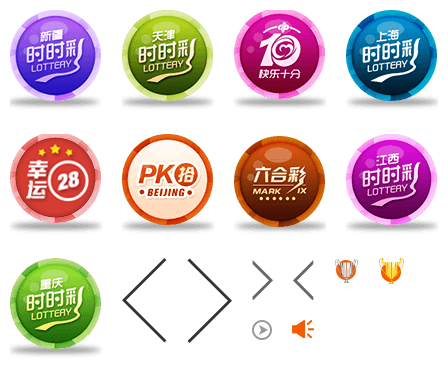 新疆
时时彩
LOTTERY
天津
时时彩
LOTTERY
10
快乐十分
上海
时时彩
LOTTERY
幸运
28
PK拾
BEIJING
六合彩
MARK IX
江西
时时彩
LOTTERY
重庆
时时彩
LOTTERY